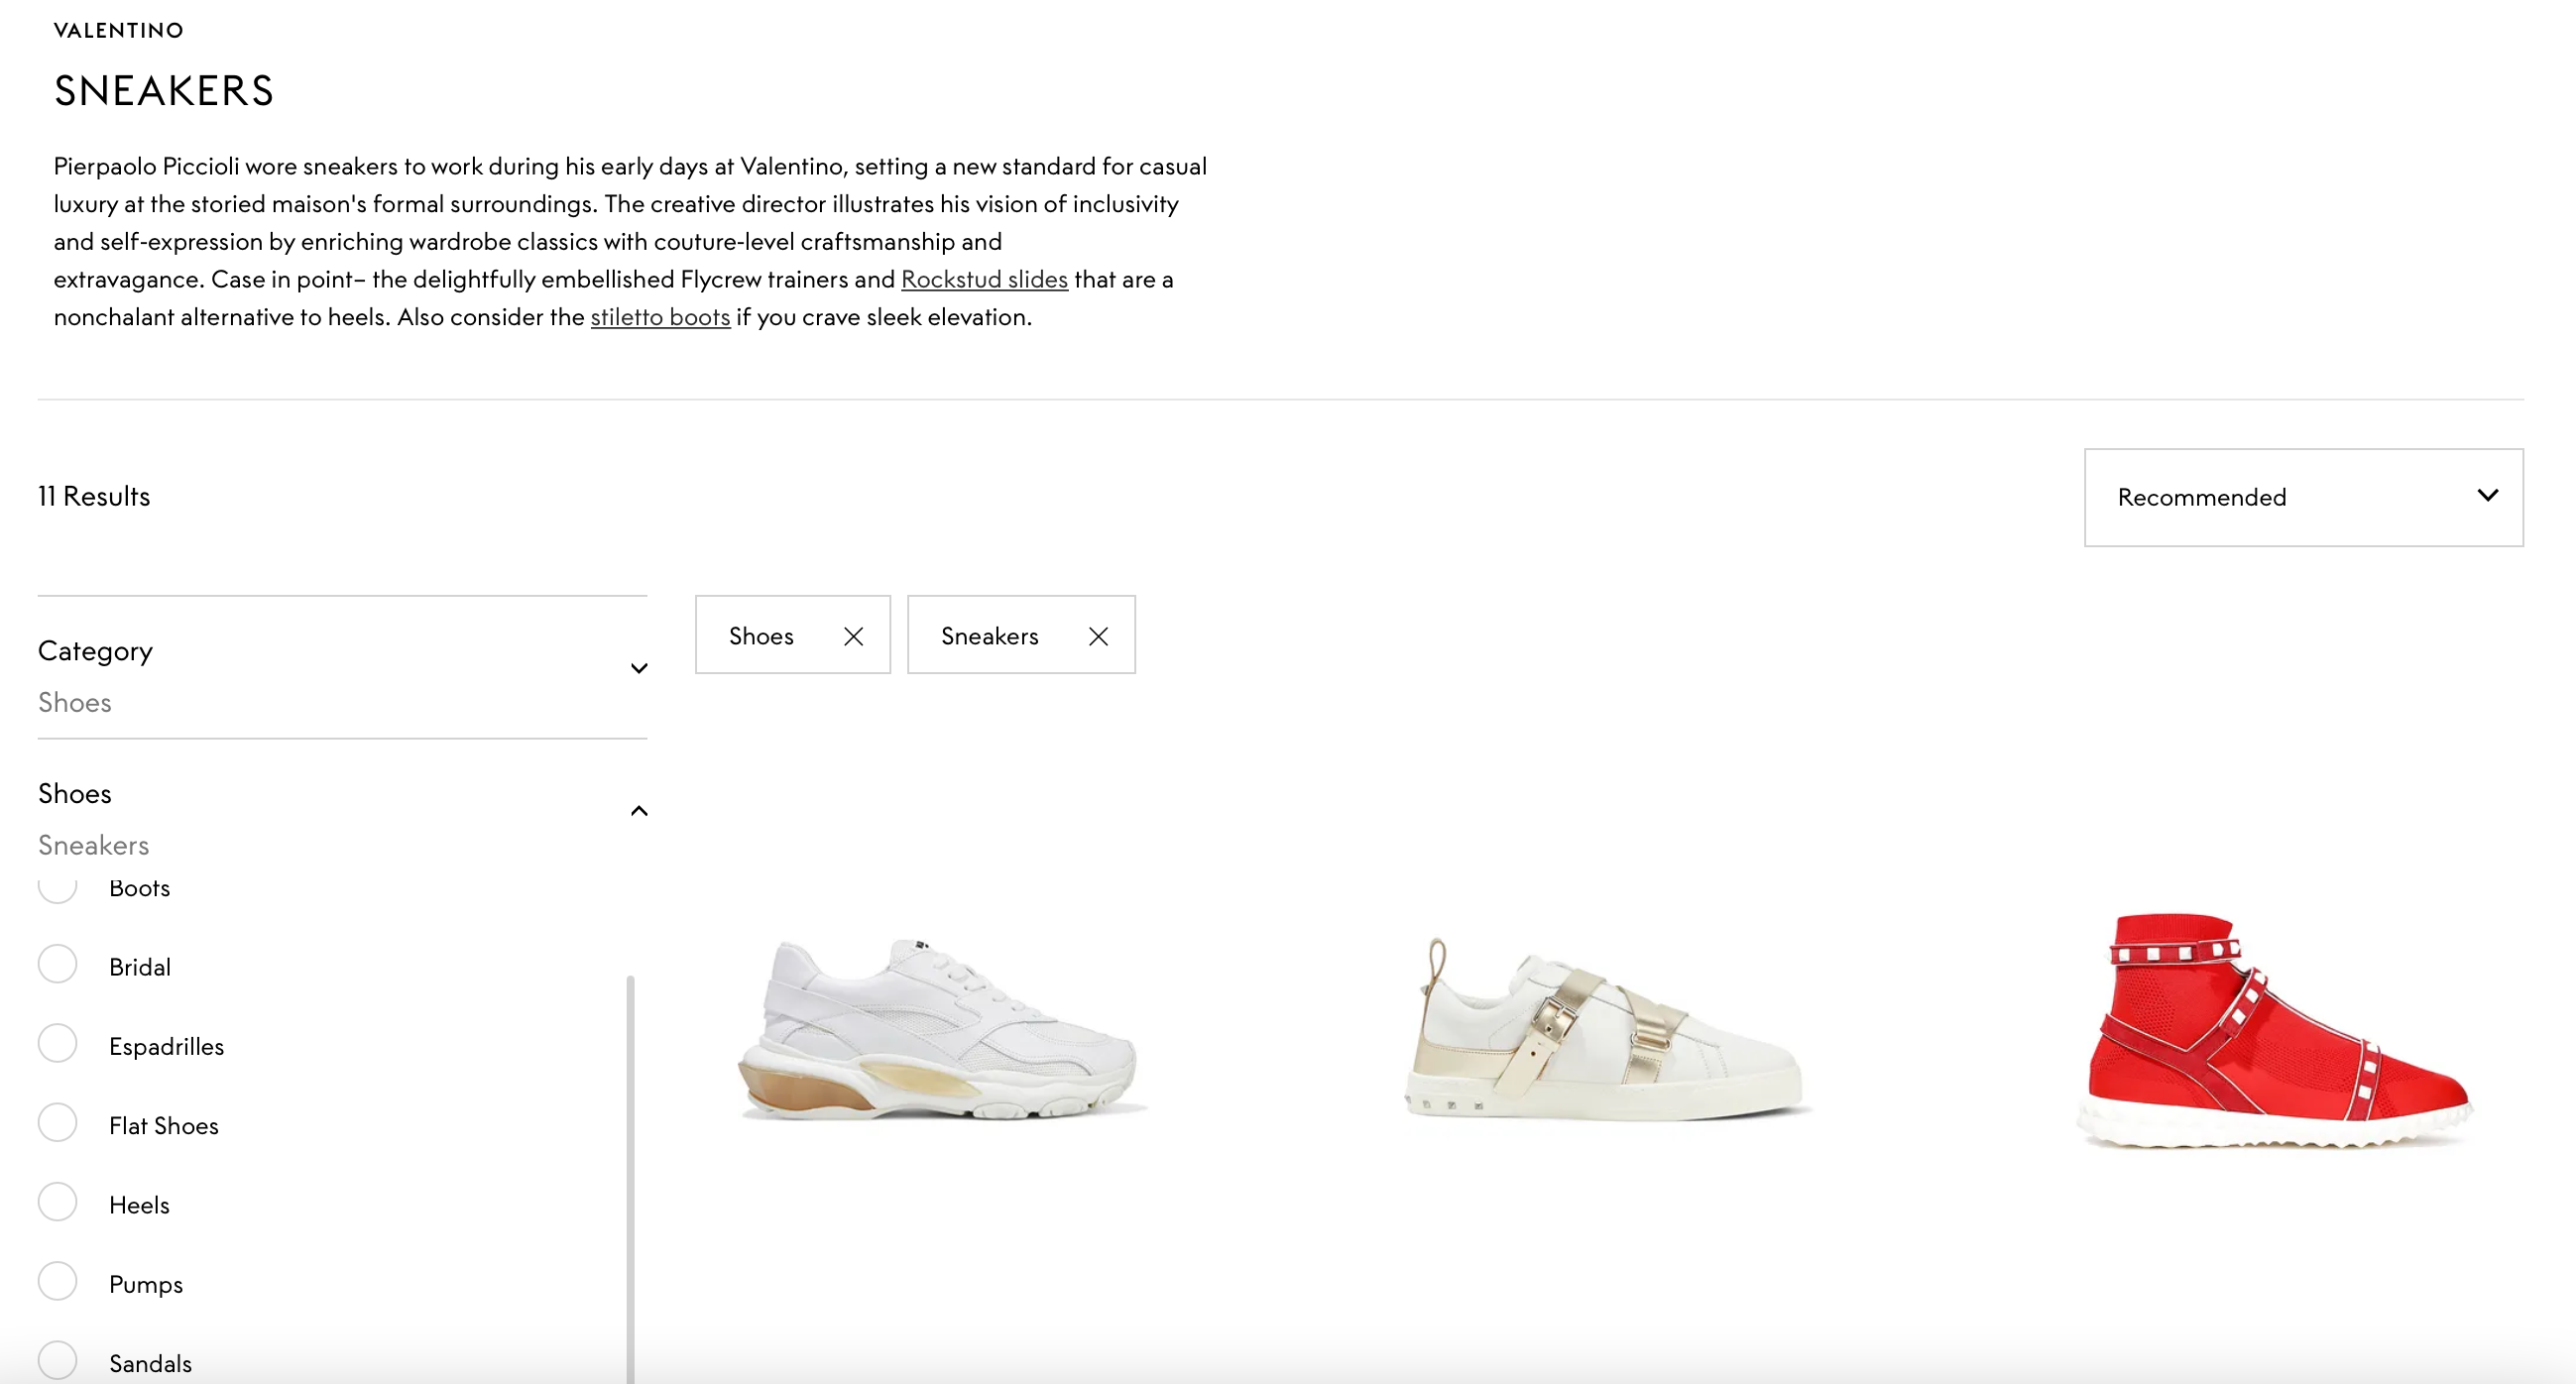 VALENTINO
SNEAKERS
Pierpaolo Piccioli wore sneakers to work during his early days at Valentino, setting a new standard for casual
luxury at the storied maison's formal surroundings. The creative director illustrates his vision of inclusivity
and self-expression by enriching wardrobe classics with couture-level craftsmanship and
extravagance. Case in point– the delightfully embellished Flycrew trainers and Rockstud slides that are a
nonchalant alternative to heels. Also consider the stiletto boots if you crave sleek elevation.
11 Results
Recommended
Category
Shoes
Shoes
Sneakers
Shoes
Sneakers
Boots
Bridal
Espadrilles
Flat Shoes
Heels
Pumps
Sandals